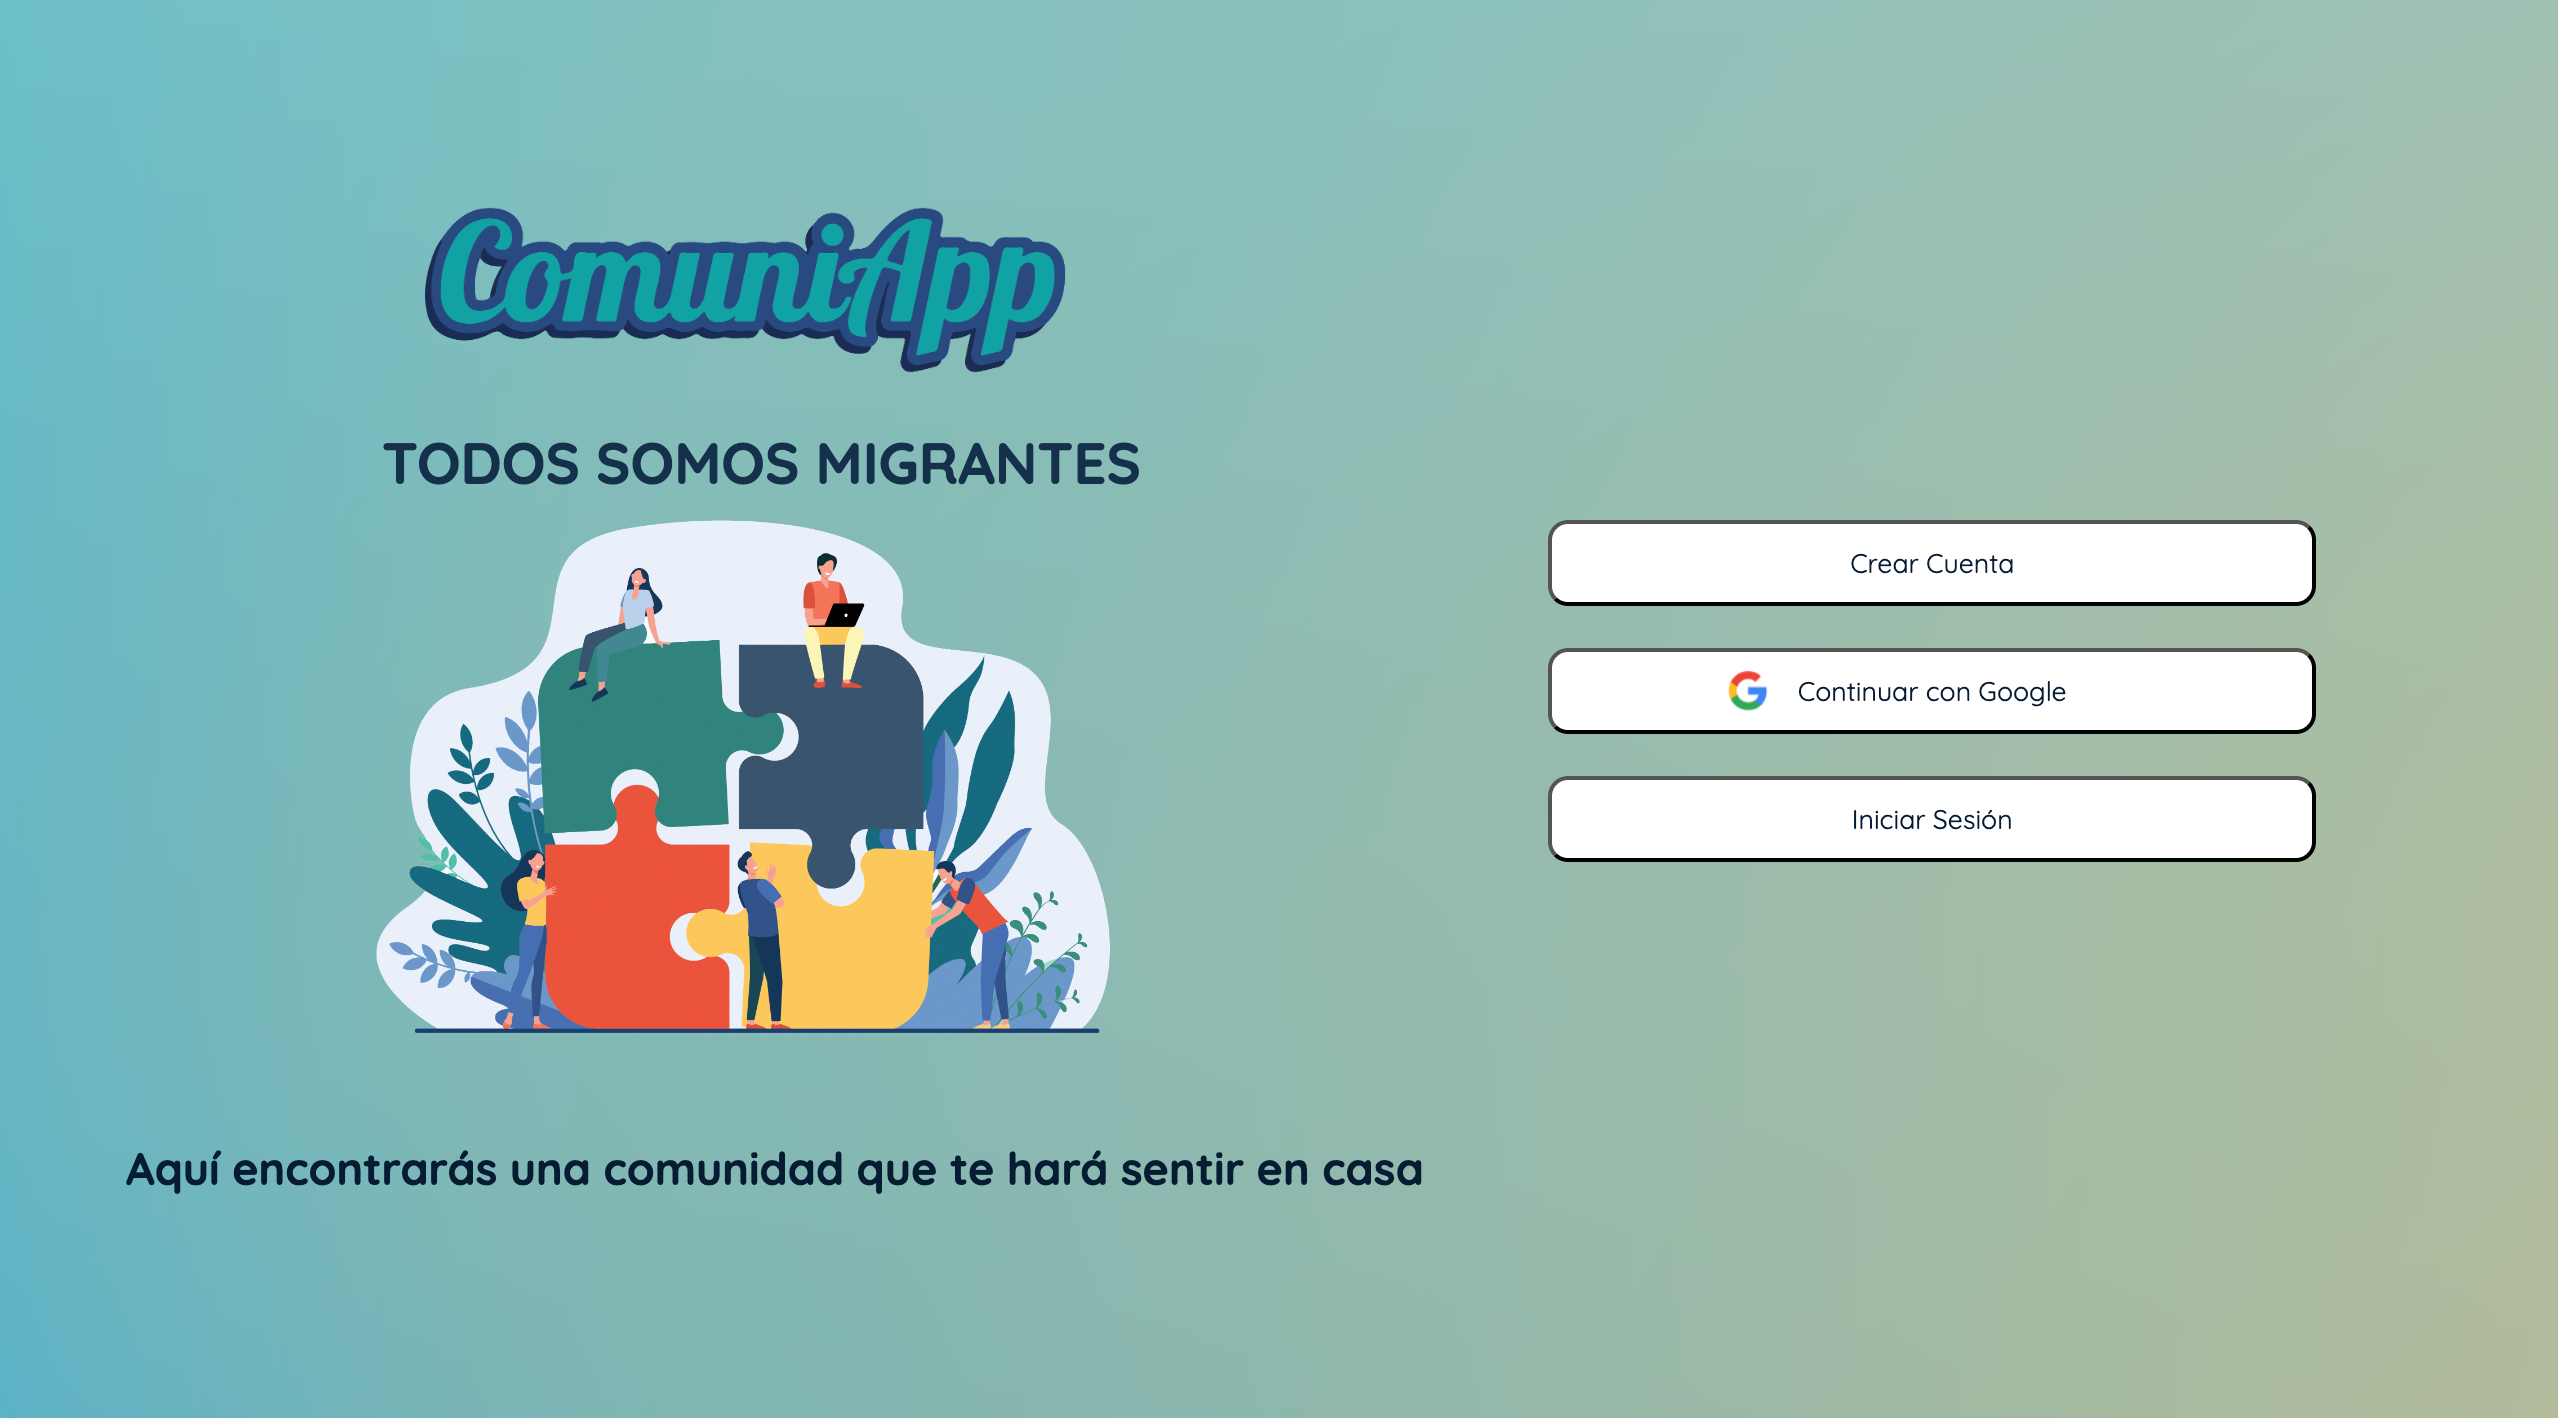 ComuniApp
TODOS SOMOS MIGRANTES
Aquí encontrarás una comunidad que te hará sentir en casa
Crear Cuenta
Continuar con Google
Iniciar Sesión